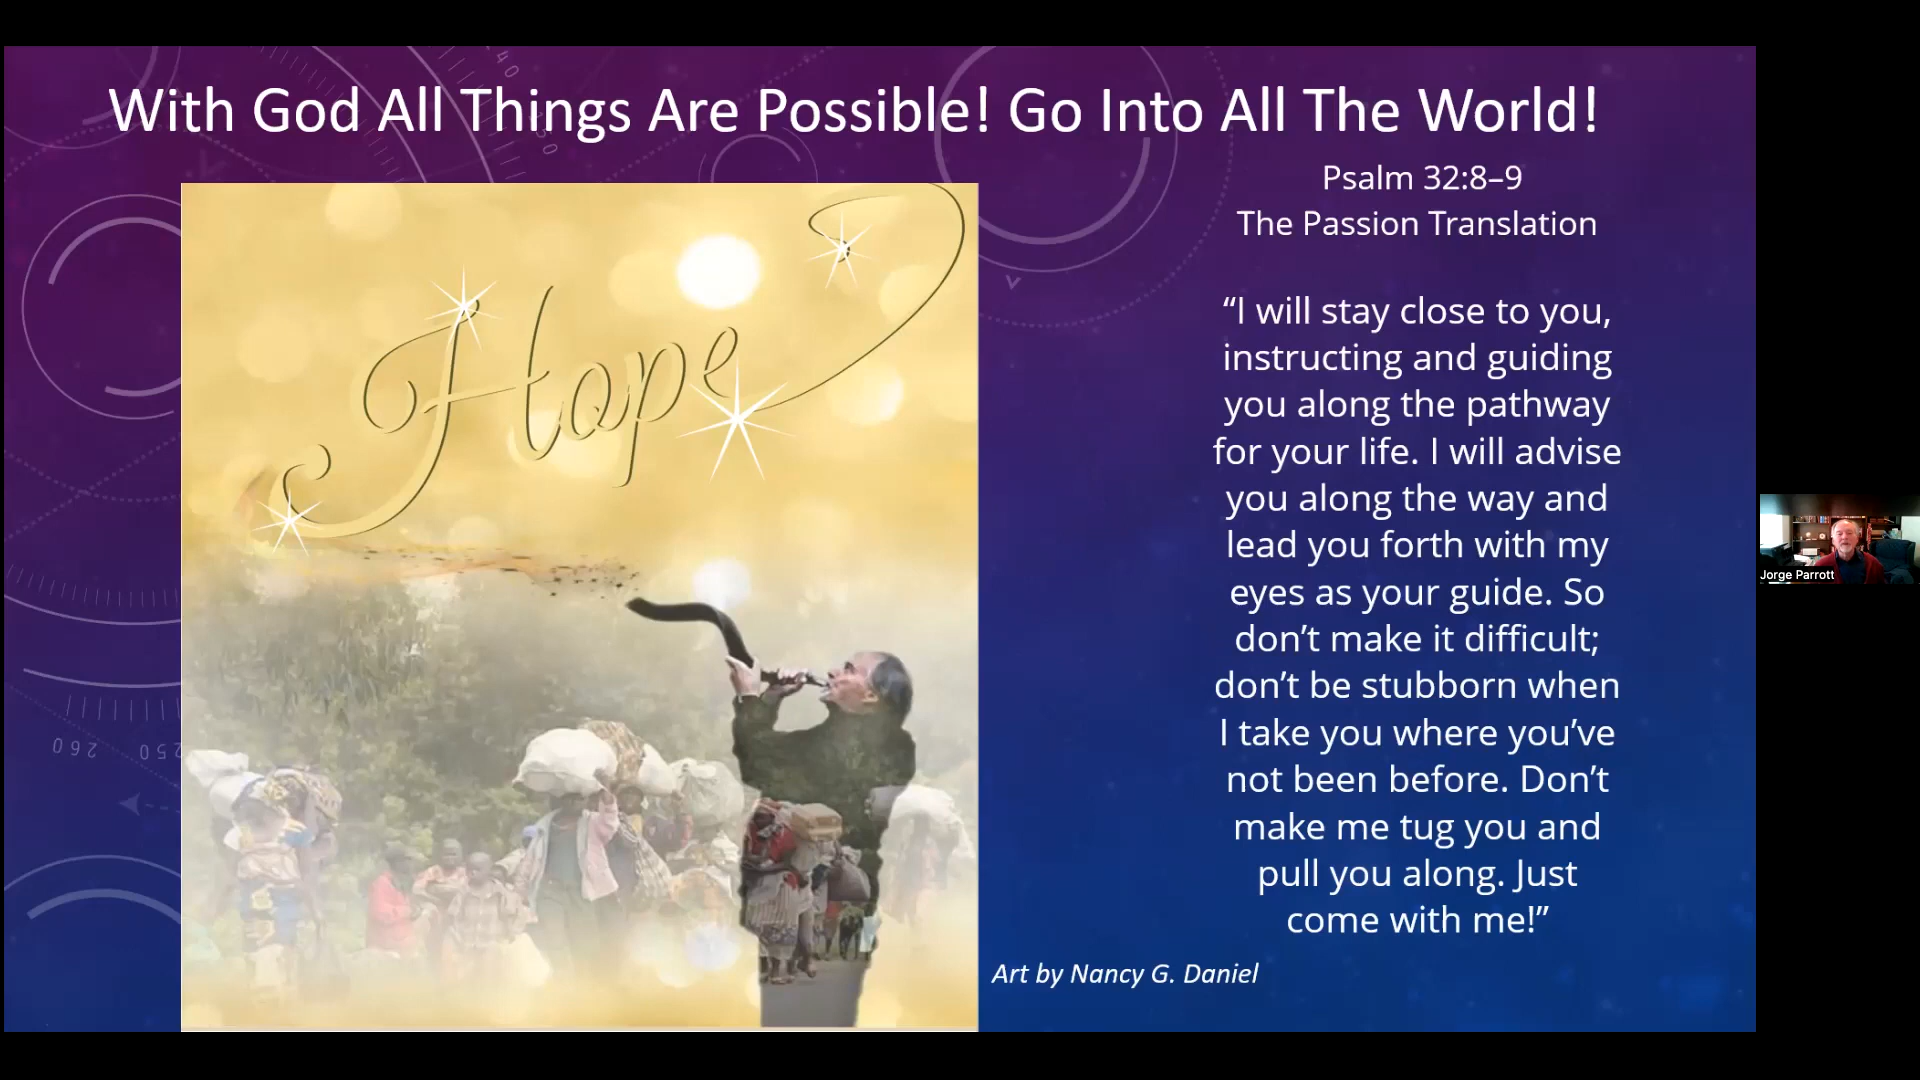 With God All Things Are Possible! Go Into All The World!
Psalm 32:8–9
The Passion Translation
Hope
“I will stay close to you,
instructing and guiding
you along the pathway
for your life. I will advise
you along the way and
lead you forth with my
eyes as your guide. So
don’t make it difficult;
don’t be stubborn when
I take you where you’ve
not been before. Don’t
make me tug you and
pull you along. Just
come with me!”
Art by Nancy G. Daniel
Jorge Parrott
260
250